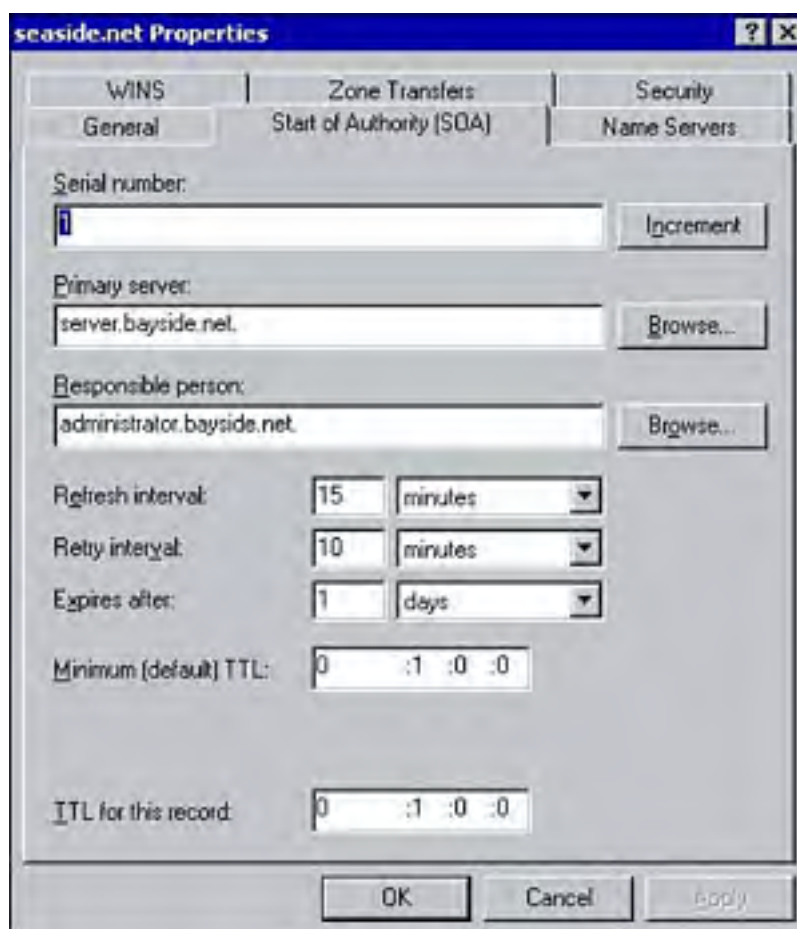 seaside.net Properties
WINS Zone Transfers Security
General Start of Authority (SOA) Name Servers
Serial number:
1 Increment
Primary server:
server.bayside.net. Browse...
Responsible person:
administrator.bayside.net. Browse...
Refresh interval: 15 minutes
Retry interval: 10 minutes
Expires after: 1 days
Minimum (default) TTL: 0 :1 :0 :0
TTL for this record: 0 :1 :0 :0
OK Cancel Apply